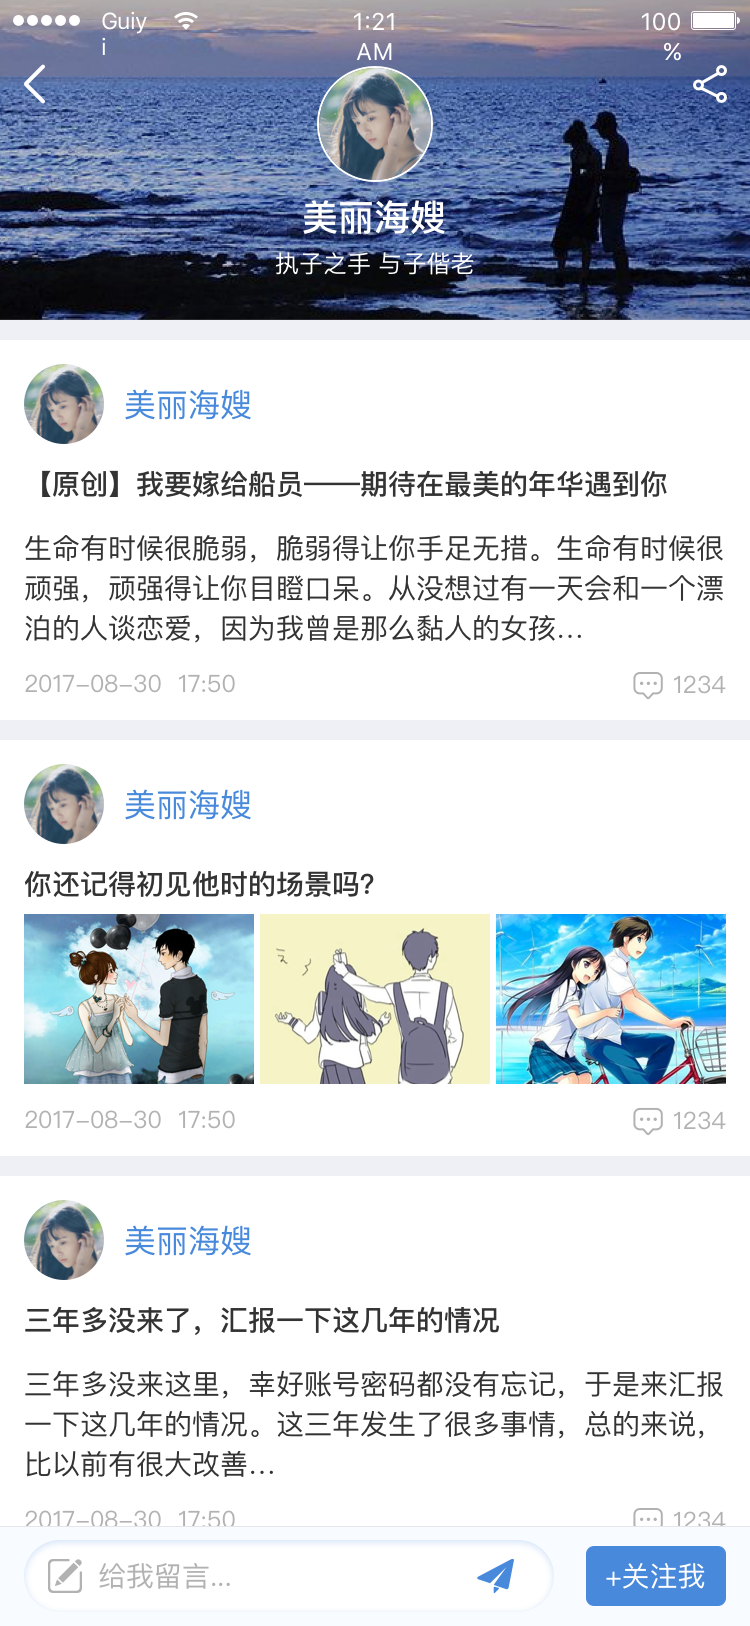 Guiyi
1:21 AM
100%
美丽海嫂
执子之手 与子偕老
美丽海嫂
【原创】我要嫁给船员——期待在最美的年华遇到你
生命有时候很脆弱，脆弱得让你手足无措。生命有时候很
顽强，顽强得让你目瞪口呆。从没想过有一天会和一个漂
泊的人谈恋爱，因为我曾是那么黏人的女孩...
2017-08-30 17:50
1234
美丽海嫂
你还记得初见他时的场景吗?
2017-08-30 17:50
1234
美丽海嫂
三年多没来了，汇报一下这几年的情况
三年多没来这里，幸好账号密码都没有忘记，于是来汇报
一下这几年的情况。这三年发生了很多事情，总的来说，
比以前有很大改善...
2017-08-30 17:50
1234
给我留言...
+关注我